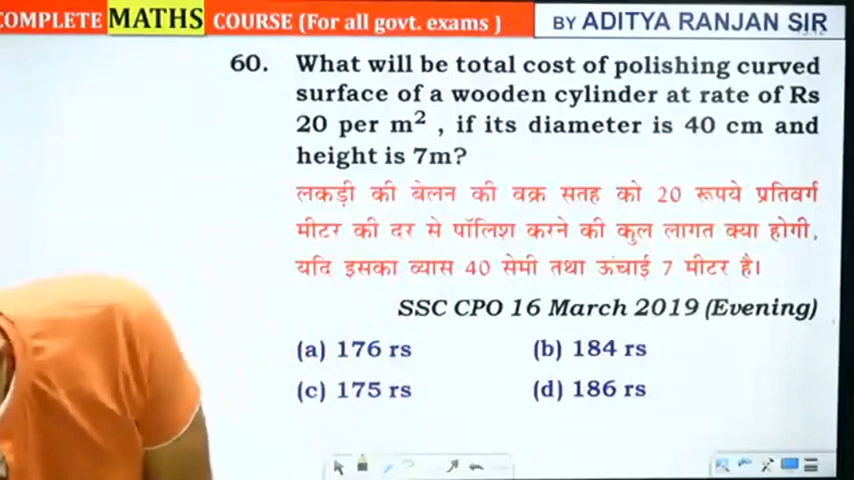 COMPLETE MATHS COURSE (For all govt. exams )
BY ADITYA RANJAN SIR
60. What will be total cost of polishing curved
surface of a wooden cylinder at rate of Rs
20 per m² , if its diameter is 40 cm and
height is 7m?
लकड़ी की बेलन की वक्र सतह को 20 रूपये प्रतिवर्ग
मीटर की दर से पॉलिश करने की कुल लागत क्या होगी,
यदि इसका व्यास 40 सेमी तथा ऊंचाई 7 मीटर है।
SSC CPO 16 March 2019 (Evening)
(a) 176 rs (b) 184 rs
(c) 175 rs (d) 186 rs